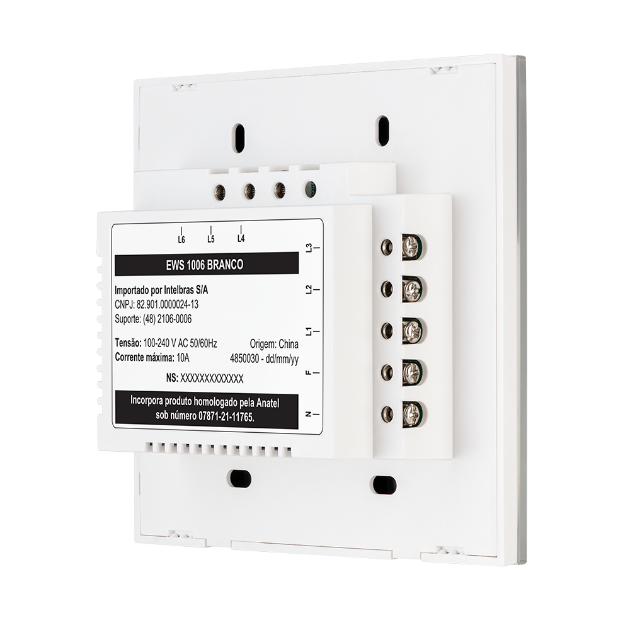 L6 L5 L4
EWS 1006 BRANCO
Importado por Intelbras S/A
CNPJ: 82.901.0000024-13
Suporte: (48) 2106-0006
Tensão: 100-240 V AC 50/60Hz Origem: China
Corrente máxima: 10A 4850030 - dd/mm/yy
NS: XXXXXXXXXXXXX
Incorpora produto homologado pela Anatel
sob número 07871-21-11765.
L3
L2
L1
F
N